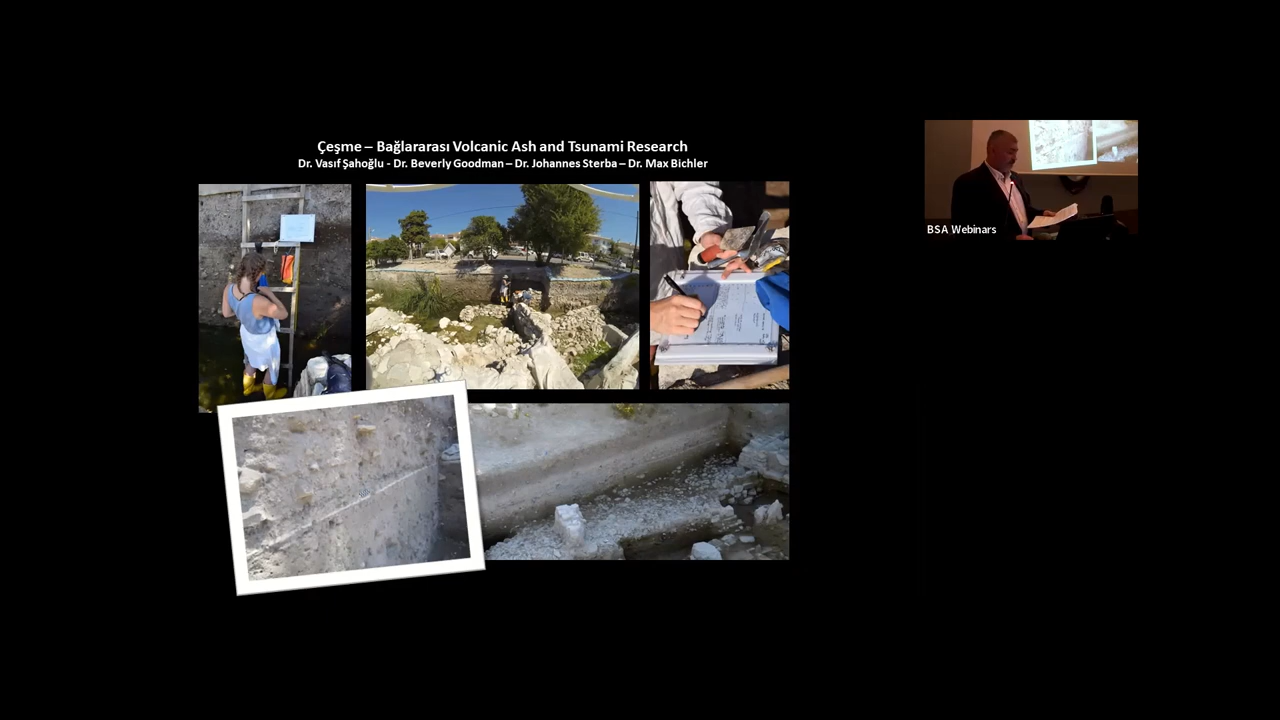 Çeşme – Bağlararası Volcanic Ash and Tsunami Research
Dr. Vasıf Şahoğlu - Dr. Beverly Goodman – Dr. Johannes Sterba – Dr. Max Bichler
BSA Webinars